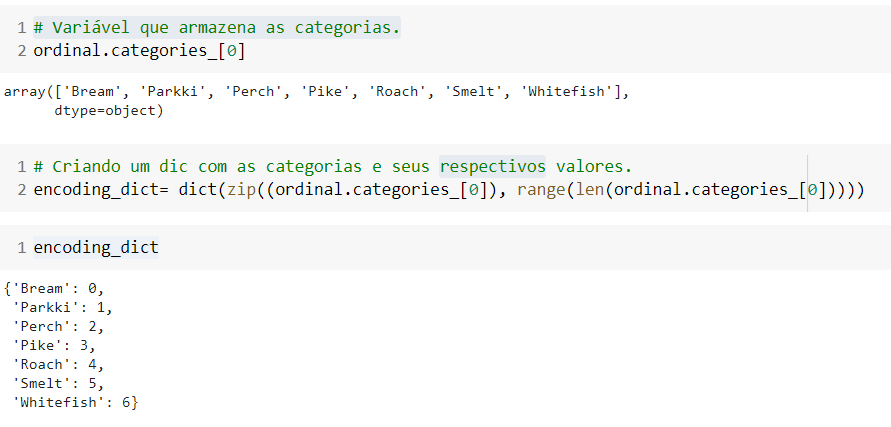 1 # Variável que armazena as categorias.
2 ordinal.categories_[0]
array(['Bream', 'Parkki', 'Perch', 'Pike', 'Roach', 'Smelt', 'Whitefish'],
      dtype=object)
1 # Criando um dic com as categorias e seus respectivos valores.
2 encoding_dict= dict(zip((ordinal.categories_[0]), range(len(ordinal.categories_[0]))))
1 encoding_dict
{'Bream': 0,
 'Parkki': 1,
 'Perch': 2,
 'Pike': 3,
 'Roach': 4,
 'Smelt': 5,
 'Whitefish': 6}